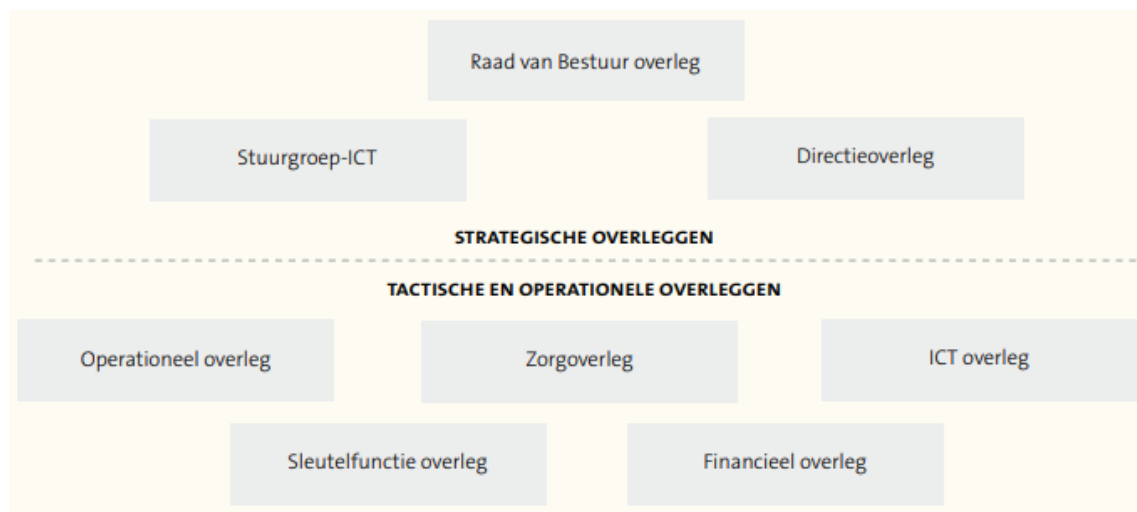 Raad van Bestuur overleg
Stuurgroep-ICT
Directieoverleg
STRATEGISCHE OVERLEGGEN
TACTISCHE EN OPERATIONELE OVERLEGGEN
Operationeel overleg
Zorgoverleg
ICT overleg
Sleutelfunctie overleg
Financieel overleg